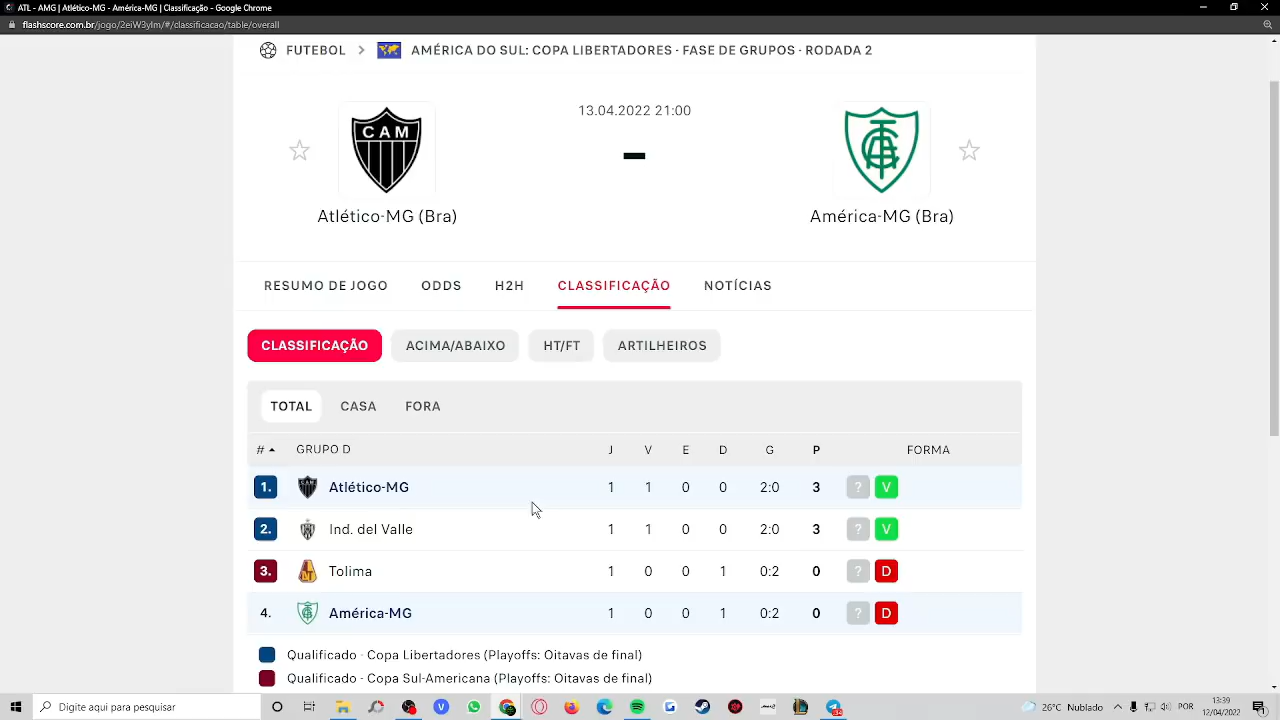 ATL - AMG | Atlético-MG - América-MG | Classificação - Google Chrome
flashscore.com.br/jogo/2eiW3ylm/#/classificacao/table/overall
FUTEBOL > AMÉRICA DO SUL: COPA LIBERTADORES - FASE DE GRUPOS - RODADA 2
13.04.2022 21:00
CAM
-
Atlético-MG (Bra) América-MG (Bra)
RESUMO DE JOGO ODDS H2H CLASSIFICAÇÃO NOTÍCIAS
CLASSIFICAÇÃO ACIMA/ABAIXO HT/FT ARTILHEIROS
TOTAL CASA FORA
# GRUPO D J V E D G P FORMA
1. Atlético-MG 1 1 0 0 2:0 3 ? V
2. Ind. del Valle 1 1 0 0 2:0 3 ? V
3. Tolima 1 0 0 1 0:2 0 ? D
4. América-MG 1 0 0 1 0:2 0 ? D
Qualificado - Copa Libertadores (Playoffs: Oitavas de final)
Qualificado - Copa Sul-Americana (Playoffs: Oitavas de final)
Digite aqui para pesquisar 26°C Nublado POR 13:39
12/04/2022